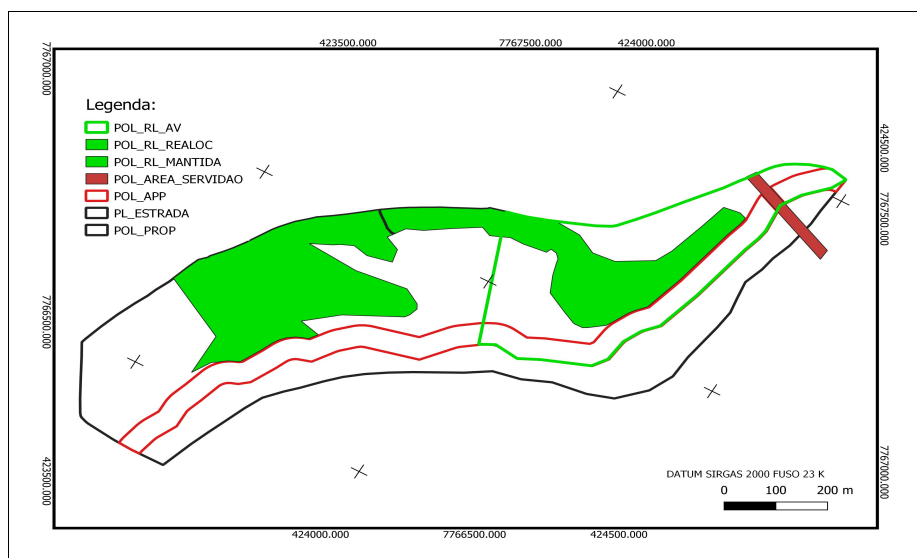 423500.000 7767500.000 424000.000
7767000.000
424500.000
7767500.000
Legenda:
POL_RL_AV
POL_RL_REALOC
POL_RL_MANTIDA
POL_AREA_SERVIDAO
POL_APP
PL_ESTRADA
POL_PROP
7766500.000
423500.000
7767000.000
DATUM SIRGAS 2000 FUSO 23 K
0 100 200 m
424000.000 7766500.000 424500.000